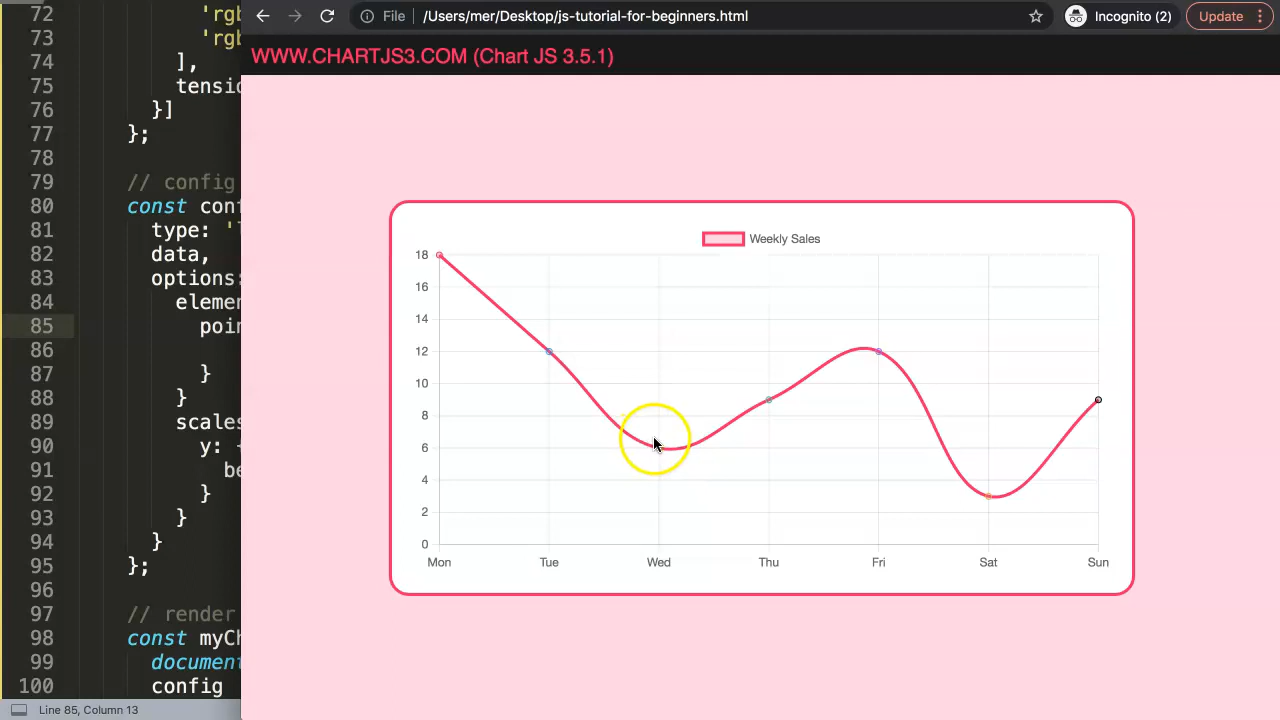 72 'rgb
73 'rgb
74 ],
75 tensio
76 }]
77 };
78
79 // config
80 const conf
81 type: 'l
82 data,
83 options:
84 elemen
85 poin
86
87 }
88 }
89 scales
90 y: {
91 be
92 }
93 }
94 }
95 };
96
97 // render
98 const myCh
99 document
100 config
Line 85, Column 13
File /Users/mer/Desktop/js-tutorial-for-beginners.html Incognito (2) Update
WWW.CHARTJS3.COM (Chart JS 3.5.1)
Weekly Sales
18
16
14
12
10
8
6
4
2
0
Mon Tue Wed Thu Fri Sat Sun